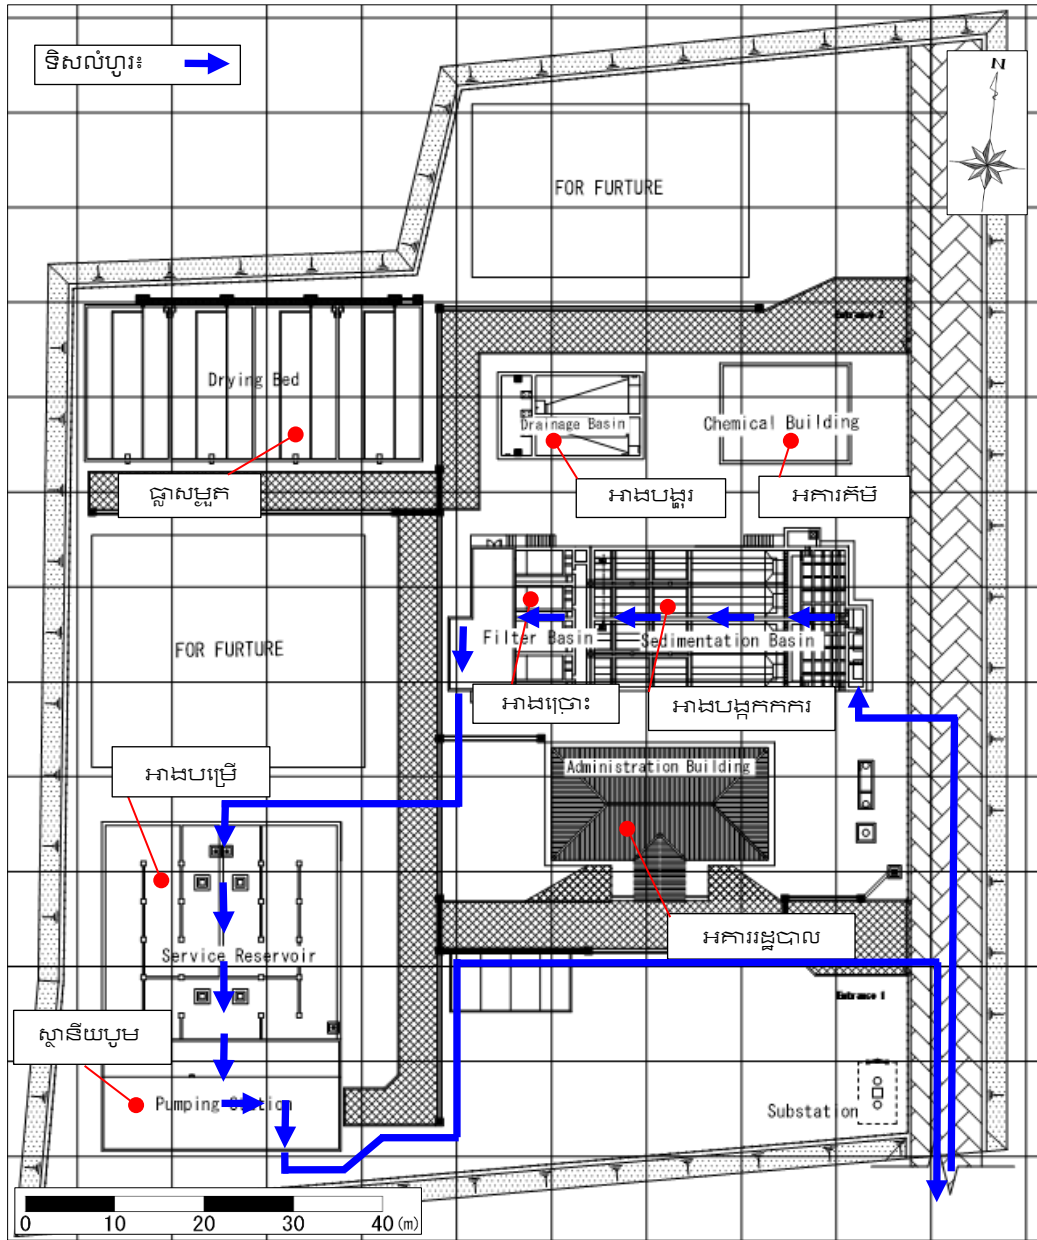 ទិសលំហូរ៖
N
FOR FURTURE
Entrance 2
Drying Bed
Drainage Basin
Chemical Building
ធ្លាសម្ងួត
អាងបង្ហូរ
អគារគីមី
FOR FURTURE
Filter Basin
Sedimentation Basin
អាងច្រោះ
អាងបង្កកកករ
អាងបម្រើ
Administration Building
អគាររដ្ឋបាល
Service Reservoir
Entrance 1
ស្ថានីយបូម
Pumping Station
Substation
0 10 20 30 40 (m)